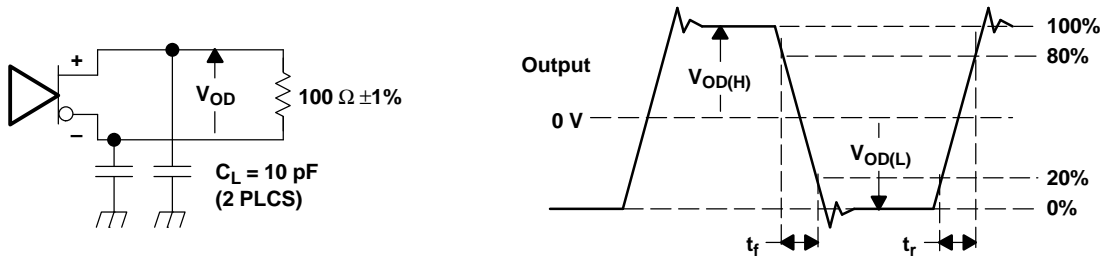 +
–
V_OD
100 Ω ±1%
C_L = 10 pF
(2 PLCS)
Output
0 V
V_OD(H)
V_OD(L)
100%
80%
20%
0%
t_f
t_r